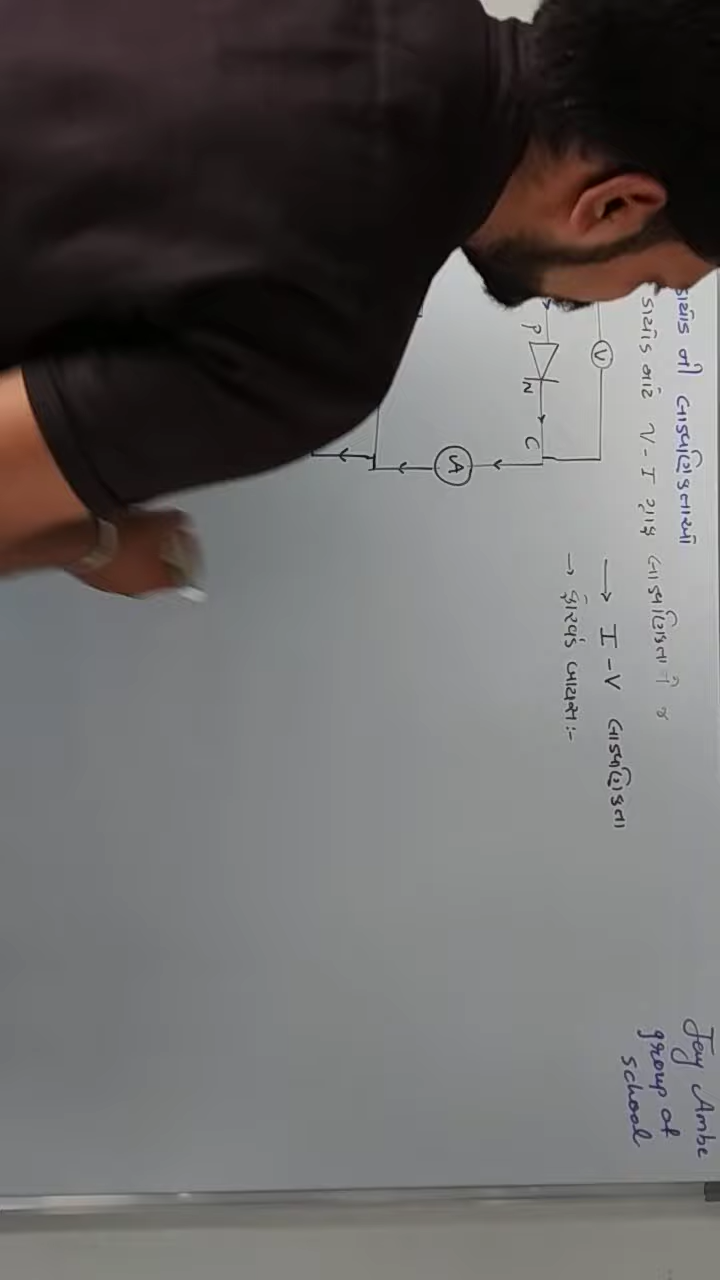 ડાયોડ ની લાક્ષણિકતાઓ
ડાયોડ માટે V-I ગ્રાફ લાક્ષણિકતા ને જ
→ I-V લાક્ષણિકતા
→ ફોરવર્ડ બાયસ :-
V
P
N
C
A
Jay Ambe
group of
school